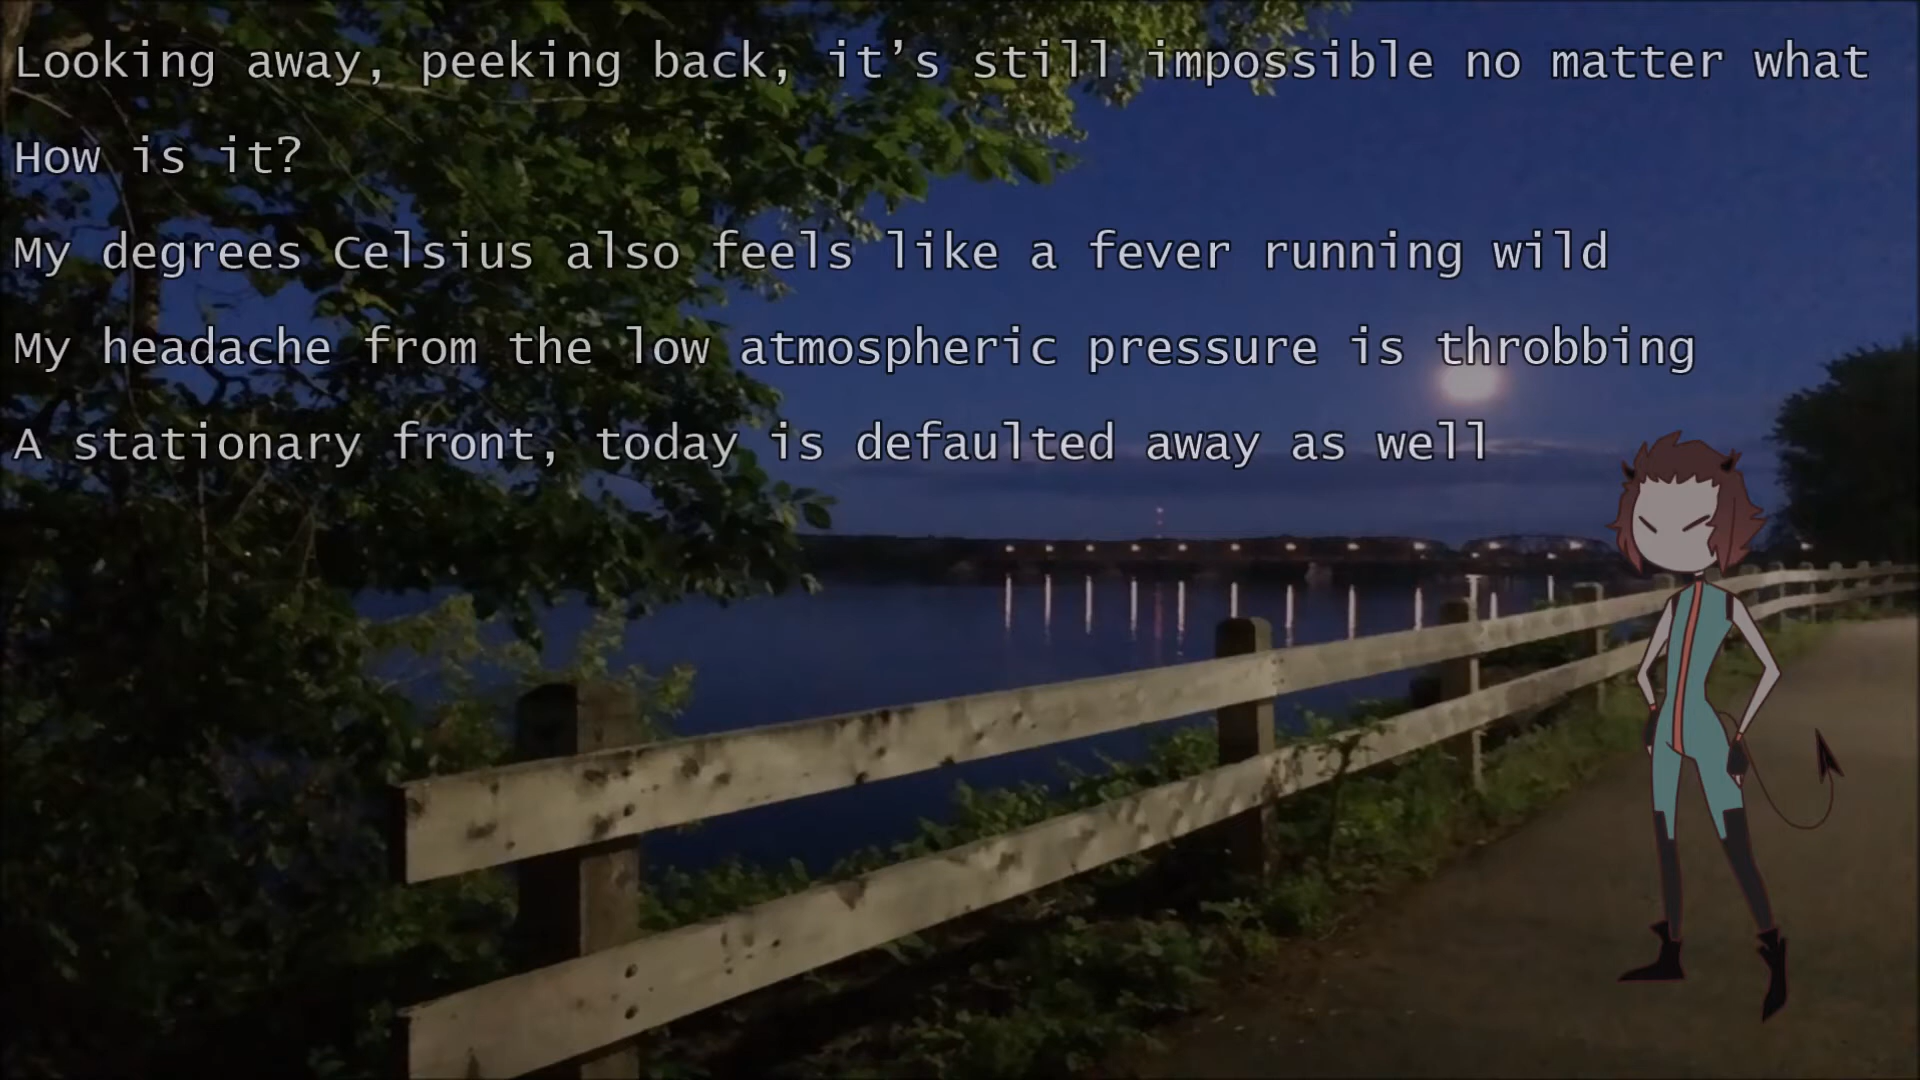 Looking away, peeking back, it’s still impossible no matter what
How is it?
My degrees Celsius also feels like a fever running wild
My headache from the low atmospheric pressure is throbbing
A stationary front, today is defaulted away as well